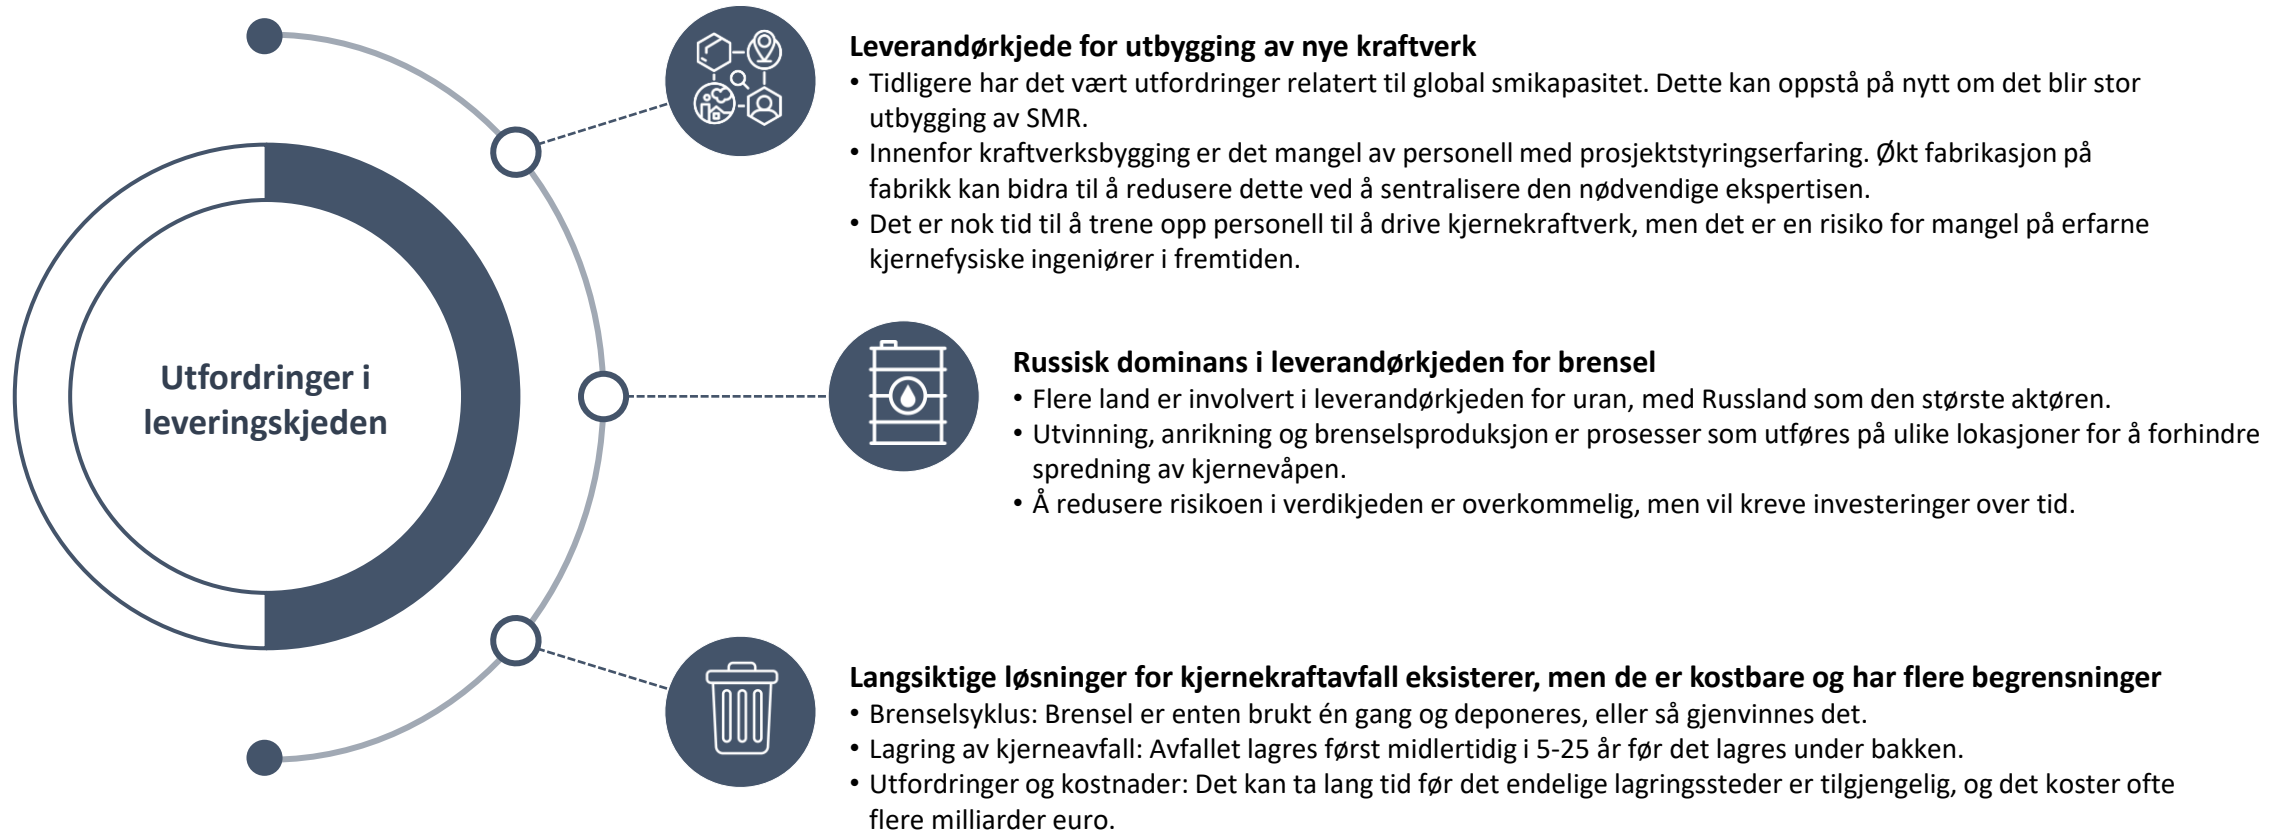 Utfordringer i
leveringskjeden
Leverandørkjede for utbygging av nye kraftverk
• Tidligere har det vært utfordringer relatert til global smikapasitet. Dette kan oppstå på nytt om det blir stor
utbygging av SMR.
• Innenfor kraftverksbygging er det mangel av personell med prosjektstyringserfaring. Økt fabrikasjon på
fabrikk kan bidra til å redusere dette ved å sentralisere den nødvendige ekspertisen.
• Det er nok tid til å trene opp personell til å drive kjernekraftverk, men det er en risiko for mangel på erfarne
kjernefysiske ingeniører i fremtiden.
Russisk dominans i leverandørkjeden for brensel
• Flere land er involvert i leverandørkjeden for uran, med Russland som den største aktøren.
• Utvinning, anrikning og brenselsproduksjon er prosesser som utføres på ulike lokasjoner for å forhindre
spredning av kjernevåpen.
• Å redusere risikoen i verdikjeden er overkommelig, men vil kreve investeringer over tid.
Langsiktige løsninger for kjernekraftavfall eksisterer, men de er kostbare og har flere begrensninger
• Brenselsyklus: Brensel er enten brukt én gang og deponeres, eller så gjenvinnes det.
• Lagring av kjerneavfall: Avfallet lagres først midlertidig i 5-25 år før det lagres under bakken.
• Utfordringer og kostnader: Det kan ta lang tid før det endelige lagringssteder er tilgjengelig, og det koster ofte
flere milliarder euro.